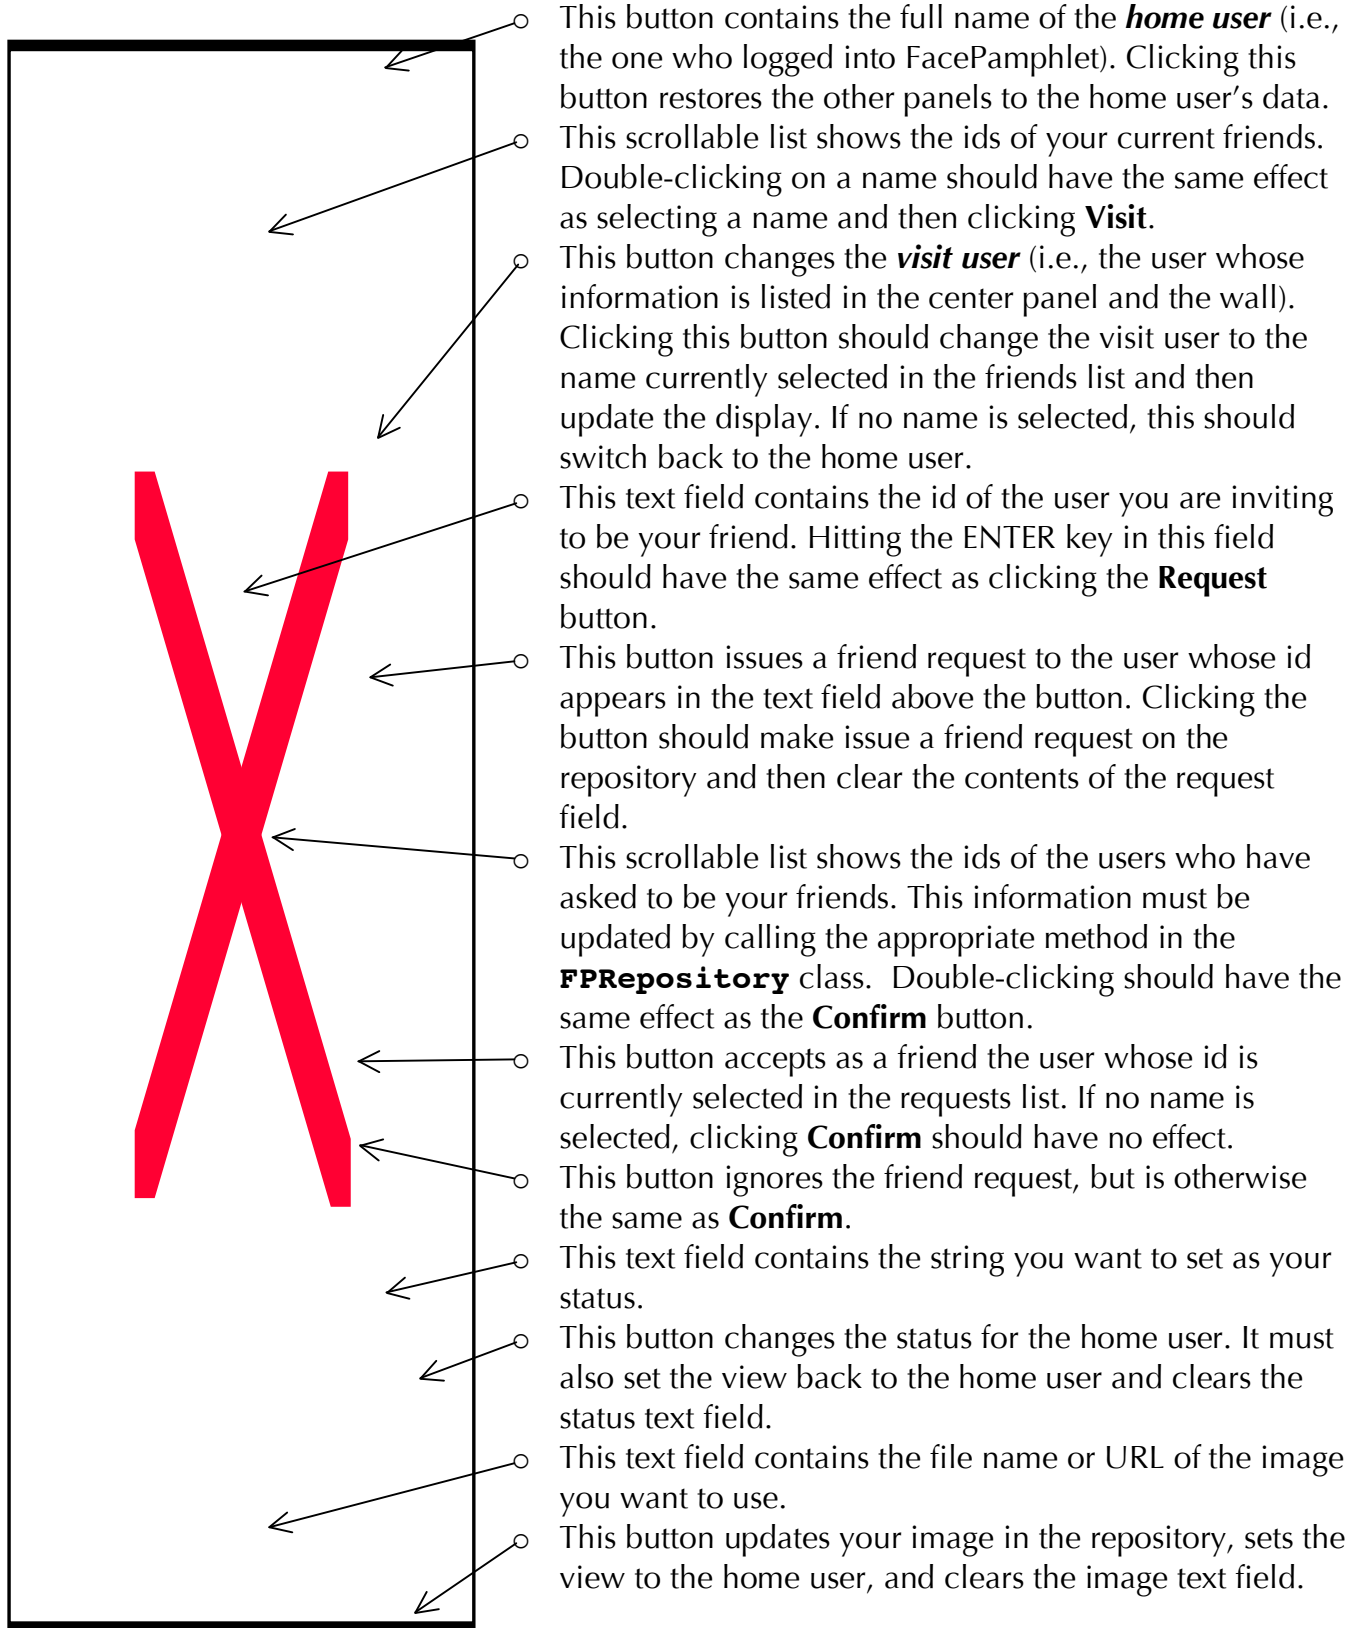 This button contains the full name of the home user (i.e.,
the one who logged into FacePamphlet). Clicking this
button restores the other panels to the home user’s data.
This scrollable list shows the ids of your current friends.
Double-clicking on a name should have the same effect
as selecting a name and then clicking Visit.
This button changes the visit user (i.e., the user whose
information is listed in the center panel and the wall).
Clicking this button should change the visit user to the
name currently selected in the friends list and then
update the display. If no name is selected, this should
switch back to the home user.
This text field contains the id of the user you are inviting
to be your friend. Hitting the ENTER key in this field
should have the same effect as clicking the Request
button.
This button issues a friend request to the user whose id
appears in the text field above the button. Clicking the
button should make issue a friend request on the
repository and then clear the contents of the request
field.
This scrollable list shows the ids of the users who have
asked to be your friends. This information must be
updated by calling the appropriate method in the
FPRepository class.  Double-clicking should have the
same effect as the Confirm button.
This button accepts as a friend the user whose id is
currently selected in the requests list. If no name is
selected, clicking Confirm should have no effect.
This button ignores the friend request, but is otherwise
the same as Confirm.
This text field contains the string you want to set as your
status.
This button changes the status for the home user. It must
also set the view back to the home user and clears the
status text field.
This text field contains the file name or URL of the image
you want to use.
This button updates your image in the repository, sets the
view to the home user, and clears the image text field.